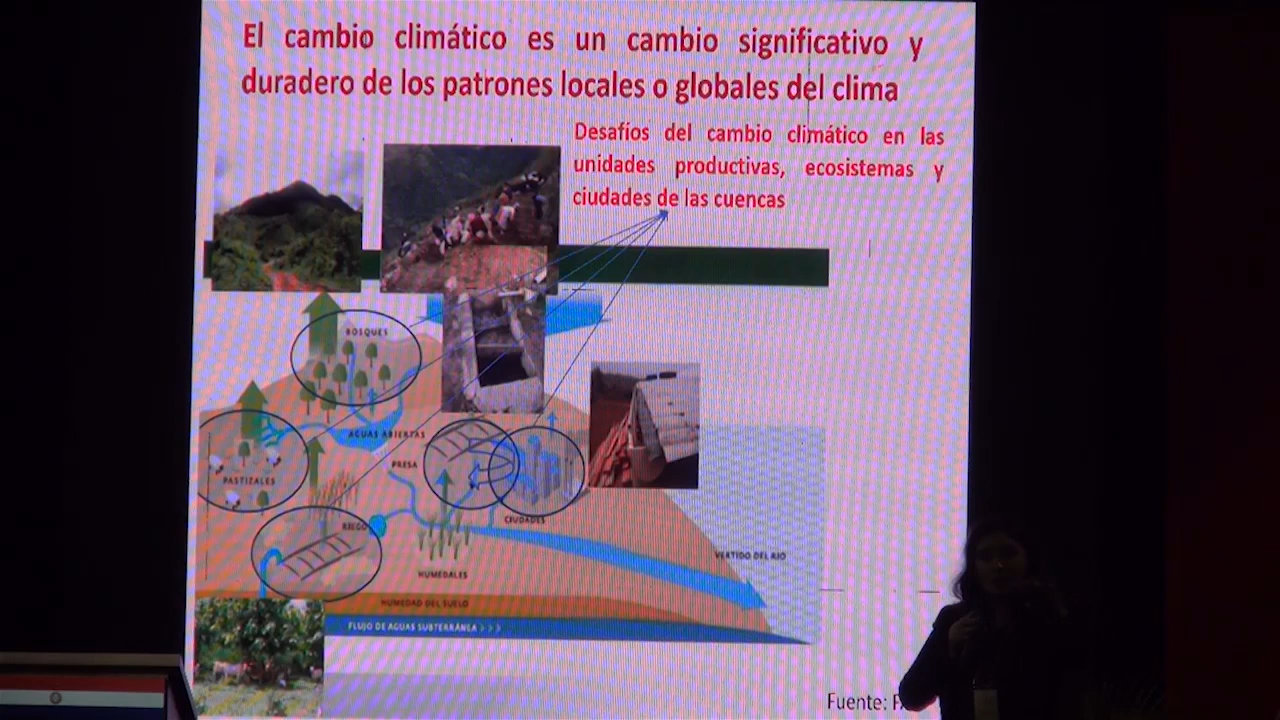 El cambio climático es un cambio significativo y
duradero de los patrones locales o globales del clima
Desafíos del cambio climático en las
unidades productivas, ecosistemas y
ciudades de las cuencas
BOSQUES
AGUAS ABIERTAS
PRESA
PASTIZALES
RIEGO
CIUDADES
HUMEDALES
VERTIDO DEL RIO
HUMEDAD DEL SUELO
FLUJO DE AGUAS SUBTERRÁNEA > > >
Fuente: